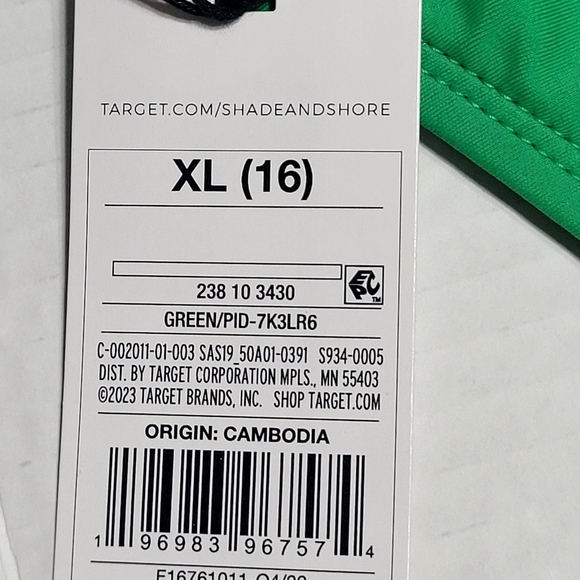 TARGET.COM/SHADEANDSHORE
XL (16)
EPC™
238 10 3430
GREEN/PID-7K3LR6
C-002011-01-003 SAS19_50A01-0391 S934-0005
DIST. BY TARGET CORPORATION MPLS., MN 55403
©2023 TARGET BRANDS, INC. SHOP TARGET.COM
ORIGIN: CAMBODIA
1 96983 96757 4